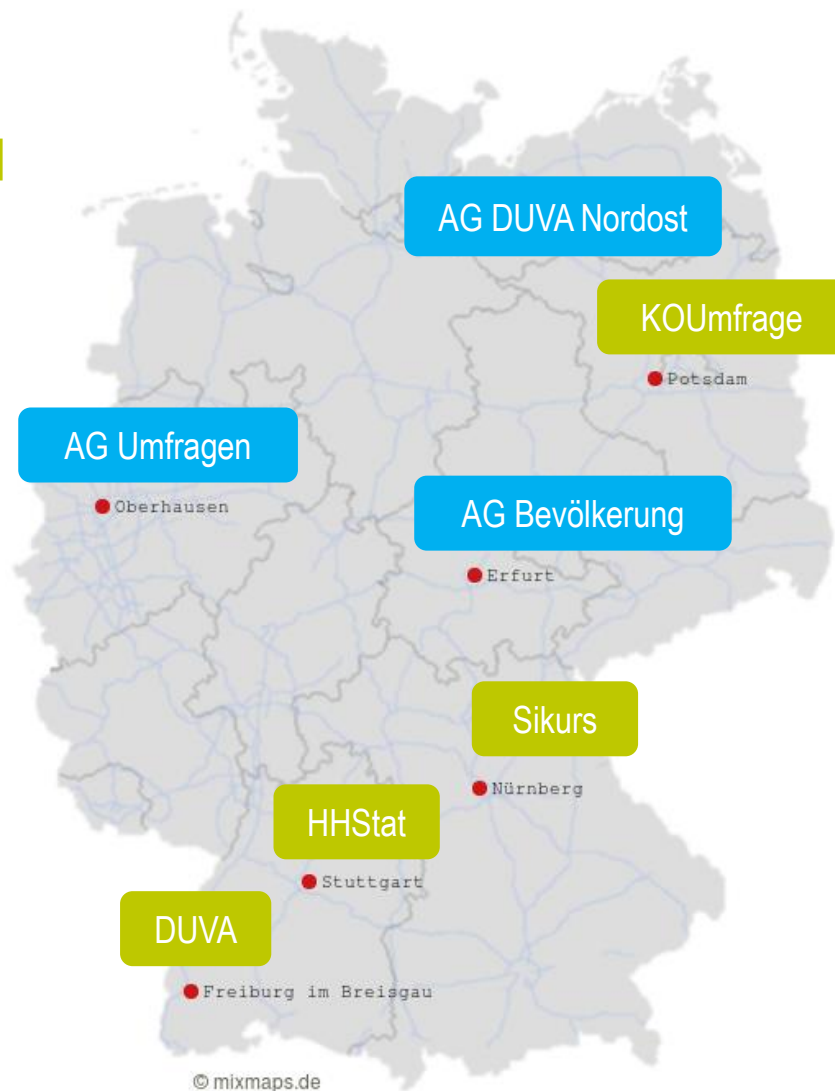 AG DUVA Nordost
KOUmfrage
Potsdam
AG Umfragen
Oberhausen
AG Bevölkerung
Erfurt
Sikurs
Nürnberg
HHStat
Stuttgart
DUVA
Freiburg im Breisgau
© mixmaps.de